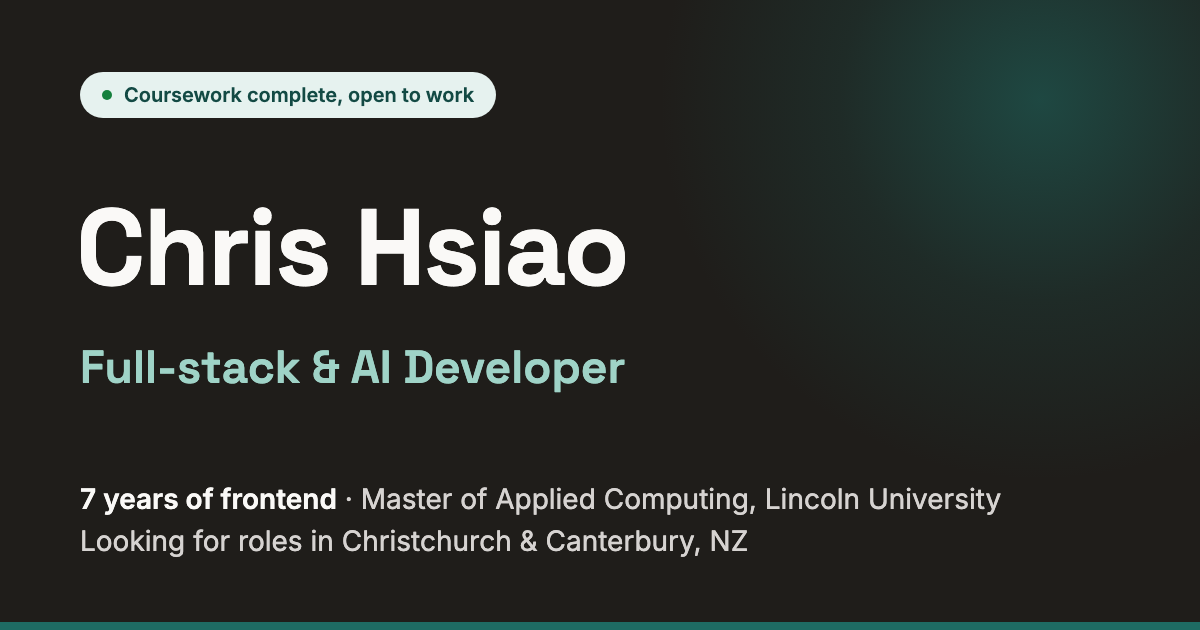 Coursework complete, open to work
Chris Hsiao
Full-stack & AI Developer
7 years of frontend · Master of Applied Computing, Lincoln University
Looking for roles in Christchurch & Canterbury, NZ